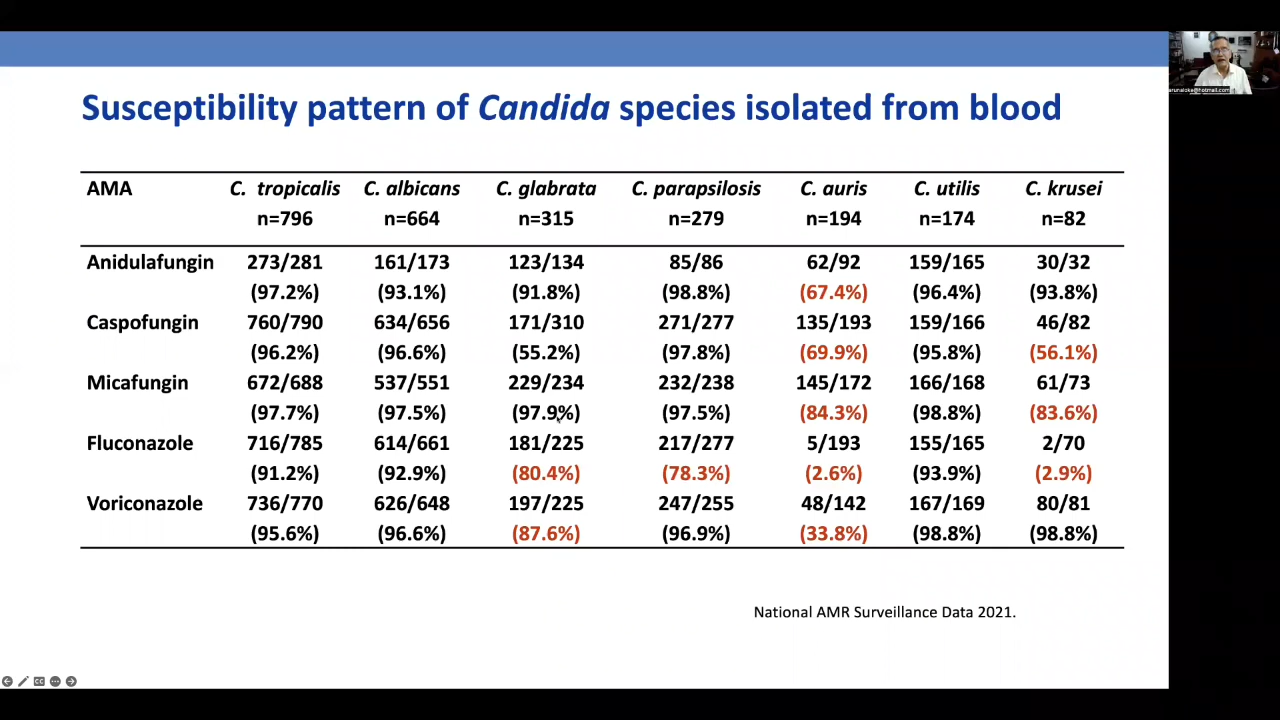 Susceptibility pattern of Candida species isolated from blood
AMA C. tropicalis C. albicans C. glabrata C. parapsilosis C. auris C. utilis C. krusei
n=796 n=664 n=315 n=279 n=194 n=174 n=82
Anidulafungin 273/281 161/173 123/134 85/86 62/92 159/165 30/32
(97.2%) (93.1%) (91.8%) (98.8%) (67.4%) (96.4%) (93.8%)
Caspofungin 760/790 634/656 171/310 271/277 135/193 159/166 46/82
(96.2%) (96.6%) (55.2%) (97.8%) (69.9%) (95.8%) (56.1%)
Micafungin 672/688 537/551 229/234 232/238 145/172 166/168 61/73
(97.7%) (97.5%) (97.9%) (97.5%) (84.3%) (98.8%) (83.6%)
Fluconazole 716/785 614/661 181/225 217/277 5/193 155/165 2/70
(91.2%) (92.9%) (80.4%) (78.3%) (2.6%) (93.9%) (2.9%)
Voriconazole 736/770 626/648 197/225 247/255 48/142 167/169 80/81
(95.6%) (96.6%) (87.6%) (96.9%) (33.8%) (98.8%) (98.8%)
National AMR Surveillance Data 2021.
arunaloke@hotmail.com